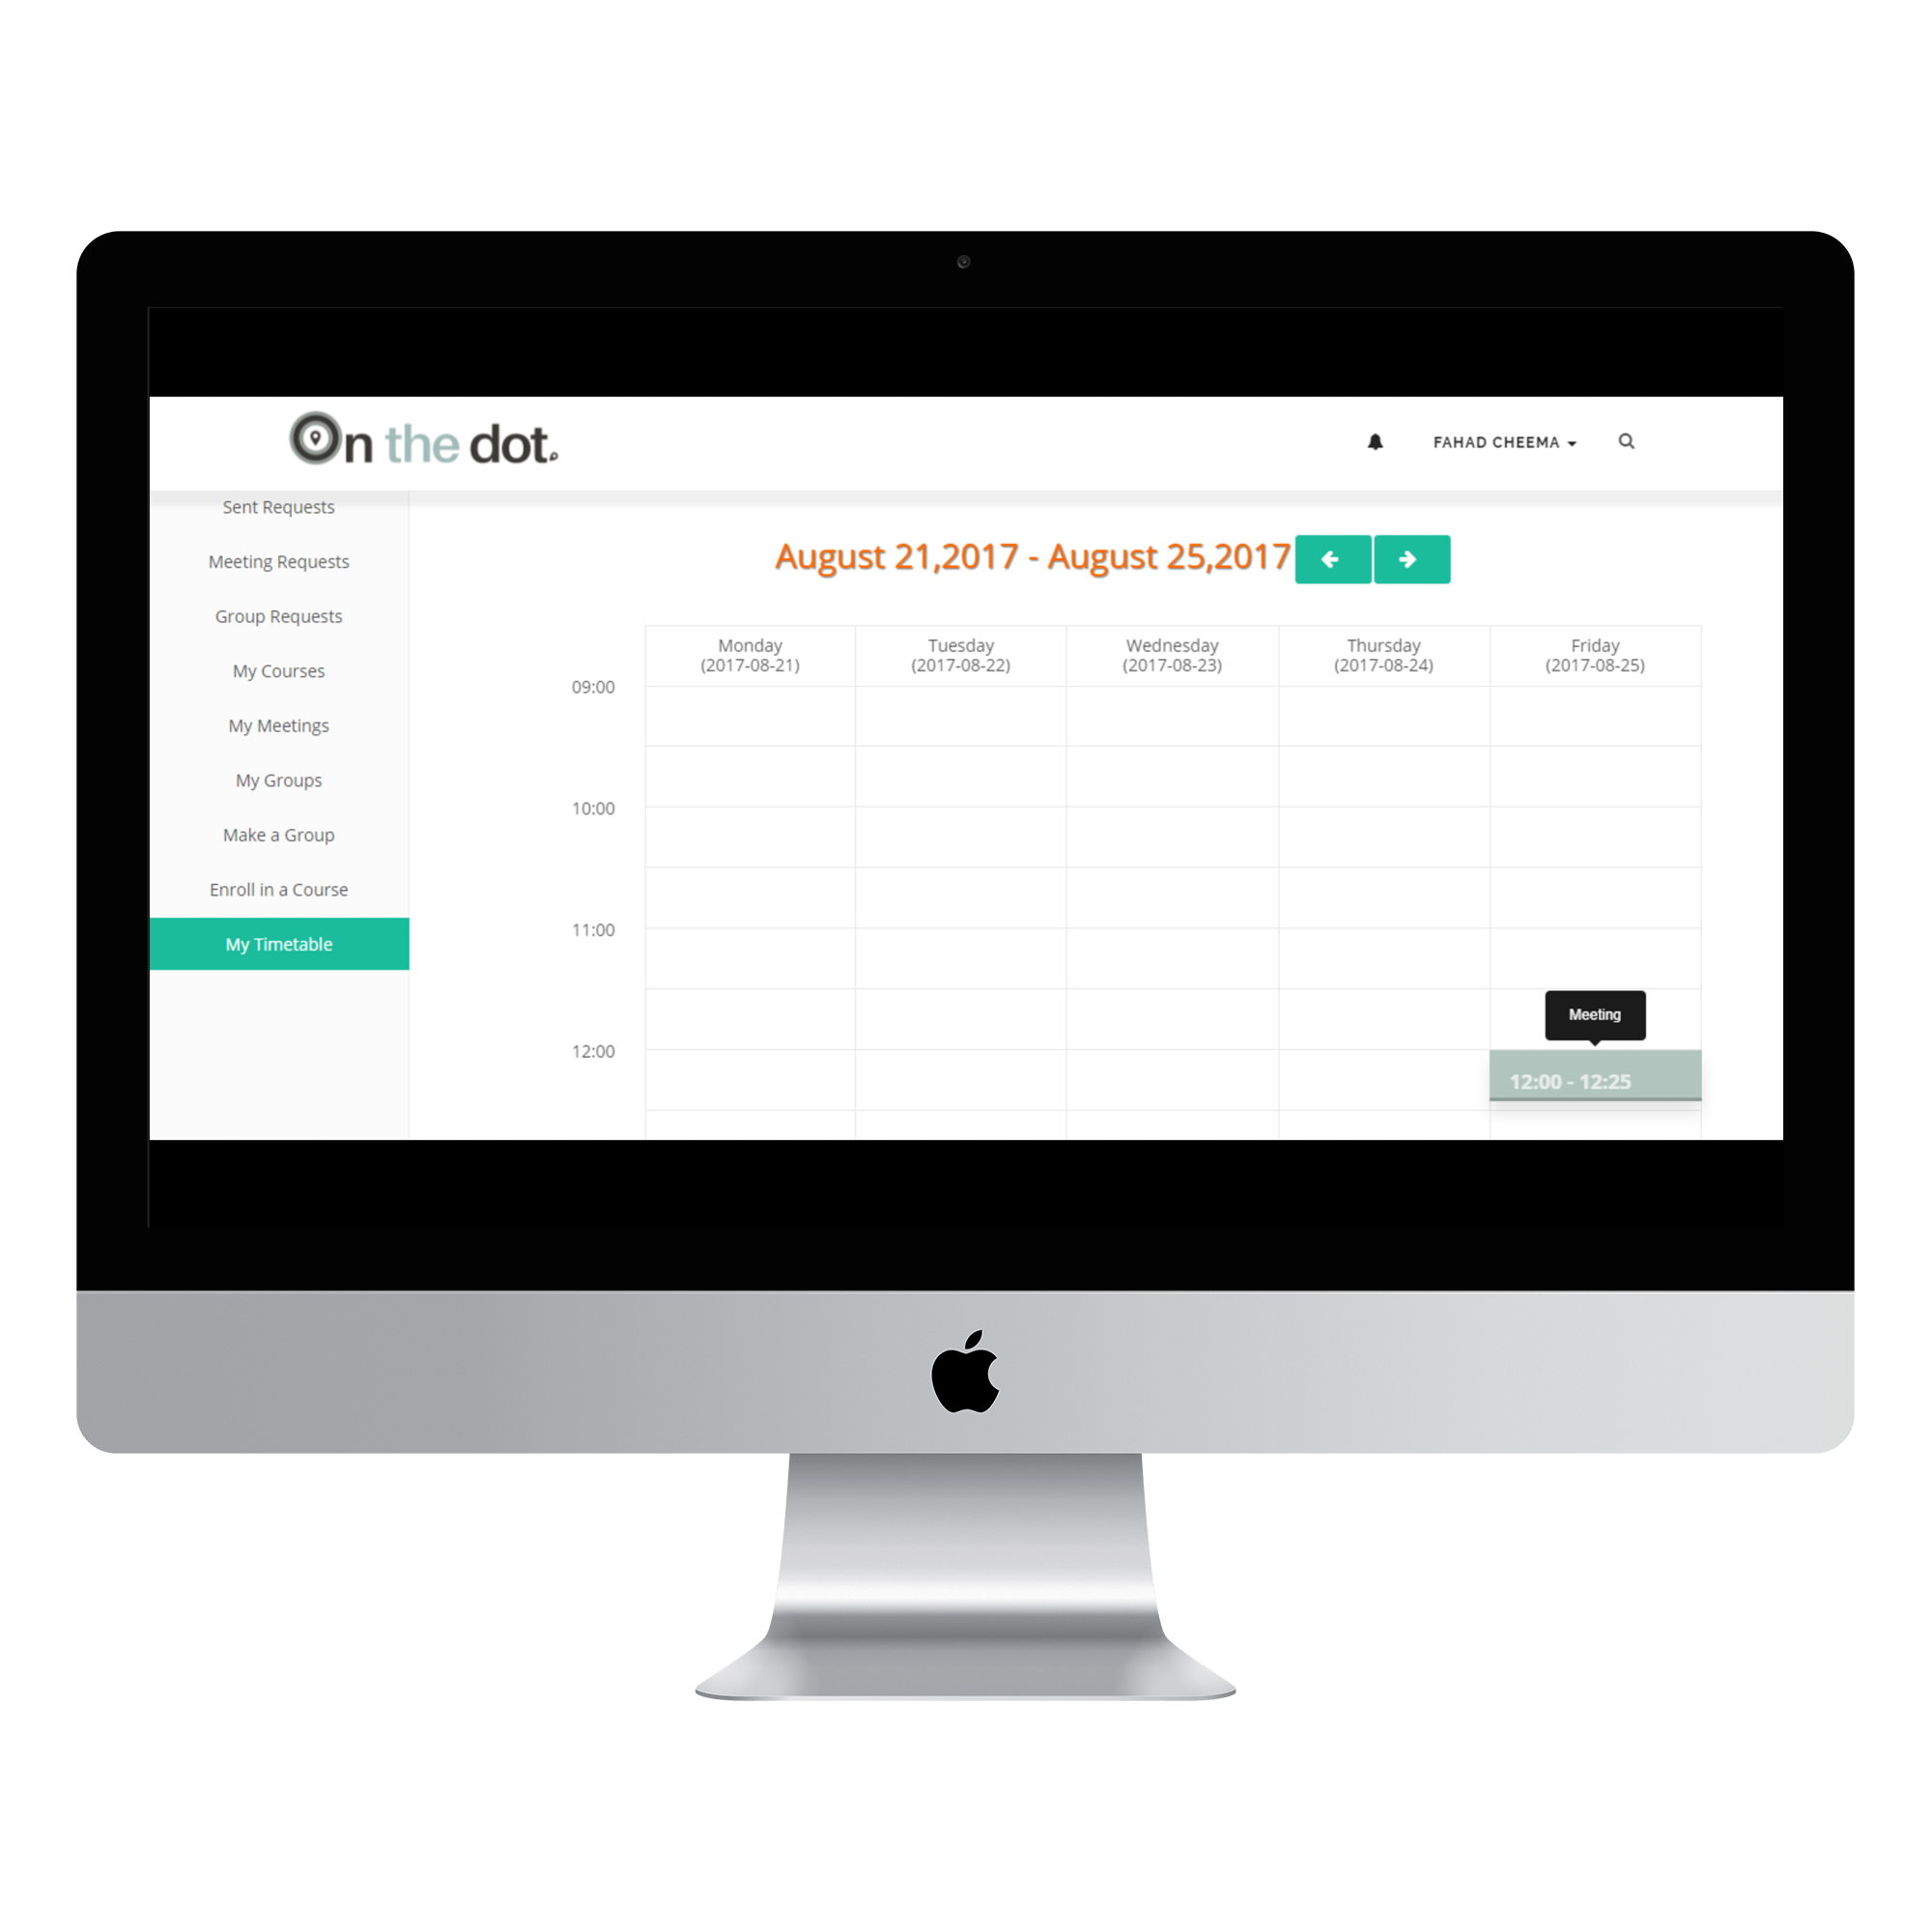 On the dot.
FAHAD CHEEMA
Sent Requests
Meeting Requests
Group Requests
My Courses
My Meetings
My Groups
Make a Group
Enroll in a Course
My Timetable
August 21,2017 - August 25,2017
Monday
(2017-08-21)
Tuesday
(2017-08-22)
Wednesday
(2017-08-23)
Thursday
(2017-08-24)
Friday
(2017-08-25)
09:00
10:00
11:00
12:00
Meeting
12:00 - 12:25